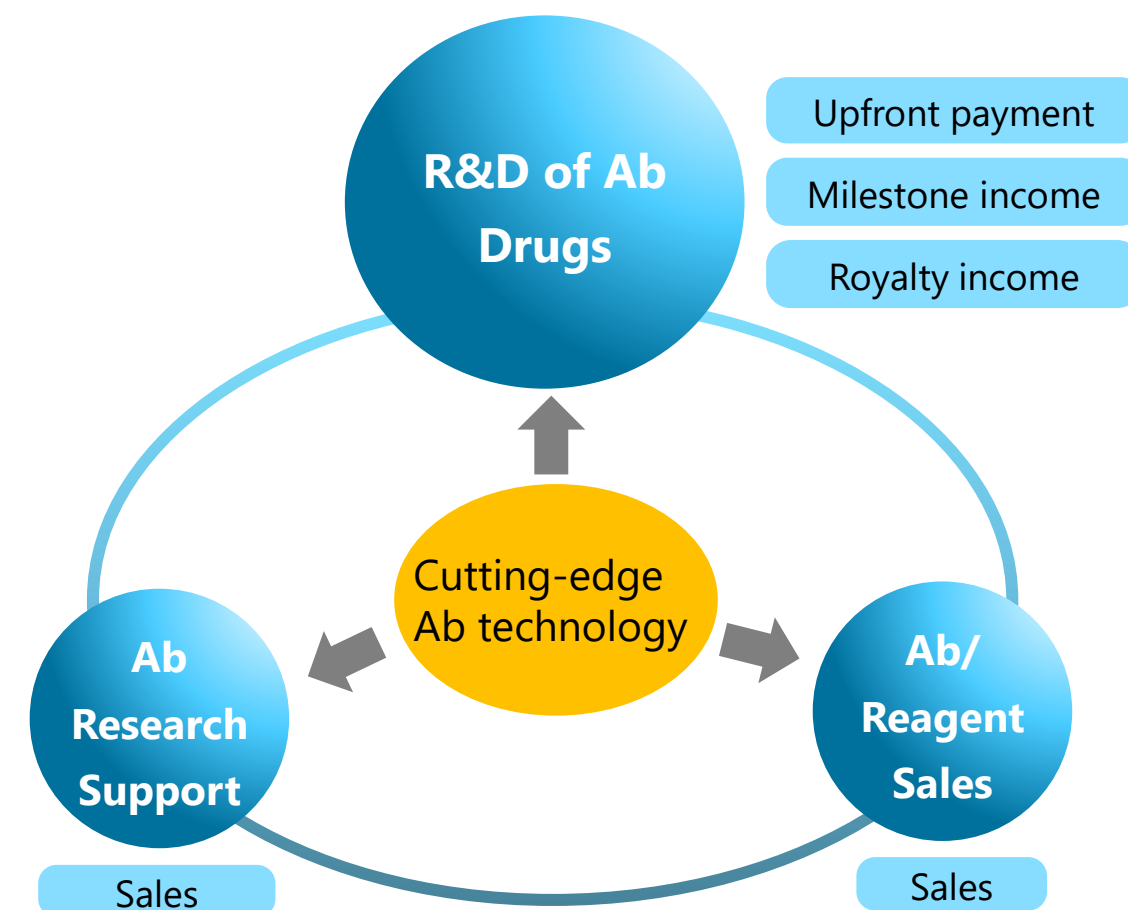 R&D of Ab
Drugs
Upfront payment
Milestone income
Royalty income
Cutting-edge
Ab technology
Ab
Research
Support
Sales
Ab/
Reagent
Sales
Sales